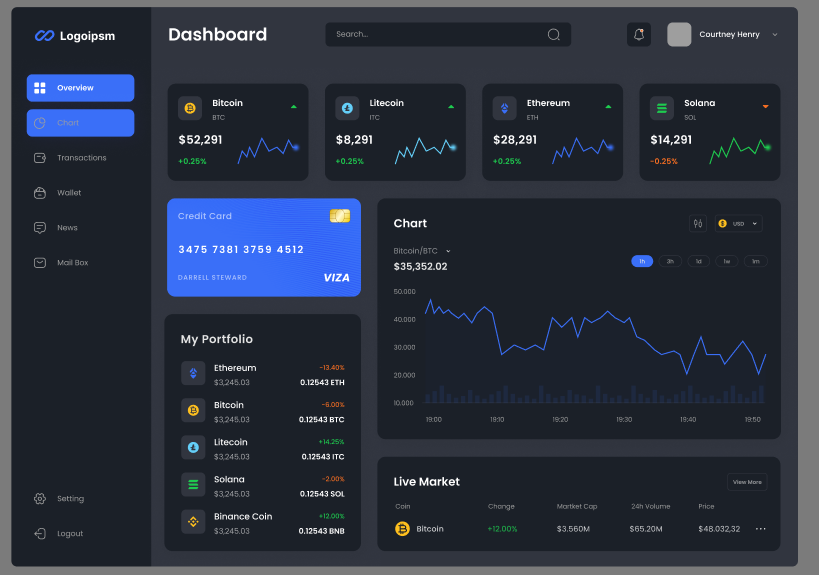 Logoipsm
Dashboard
Search...
Courtney Henry
Overview
Chart
Transactions
Wallet
News
Mail Box
Setting
Logout
Bitcoin
BTC
$52,291
+0.25%
Litecoin
ITC
$8,291
+0.25%
Ethereum
ETH
$28,291
+0.25%
Solana
SOL
$14,291
-0.25%
Credit Card
3475 7381 3759 4512
DARRELL STEWARD
VIZA
My Portfolio
Ethereum -13.40%
$3,245.03 0.12543 ETH
Bitcoin -6.00%
$3,245.03 0.12543 BTC
Litecoin +14.25%
$3,245.03 0.12543 ITC
Solana -2.00%
$3,245.03 0.12543 SOL
Binance Coin +12.00%
$3,245.03 0.12543 BNB
Chart
USD
Bitcoin/BTC
$35,352.02
1h 3h 1d 1w 1m
50.000
40.000
30.000
20.000
10.000
19:00 19:10 19:20 19:30 19:40 19:50
Live Market
View More
Coin Change Market Cap 24h Volume Price
Bitcoin +12.00% $3.560M $65.20M $48.032,32 ...